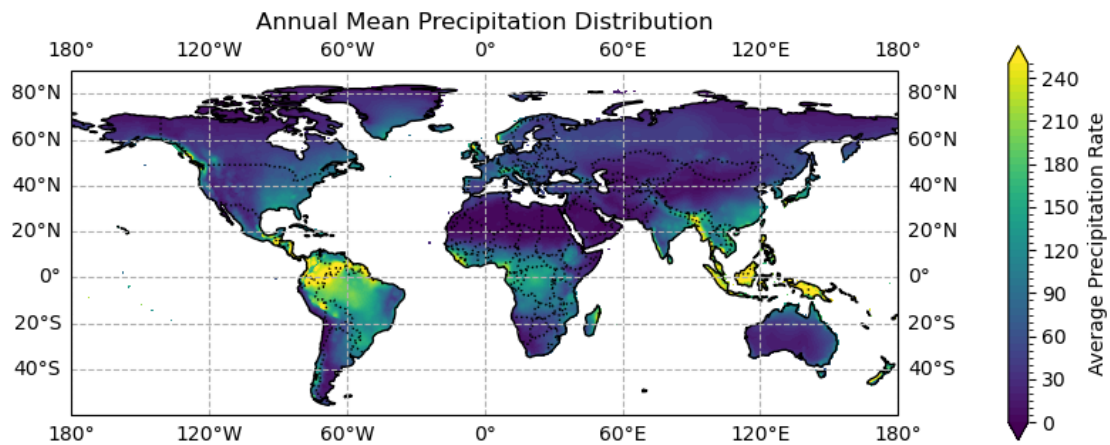 Annual Mean Precipitation Distribution
180° 120°W 60°W 0° 60°E 120°E 180°
80°N 80°N
60°N 60°N
40°N 40°N
20°N 20°N
0° 0°
20°S 20°S
40°S 40°S
180° 120°W 60°W 0° 60°E 120°E 180°
240
210
180
150
120
90
60
30
0
Average Precipitation Rate